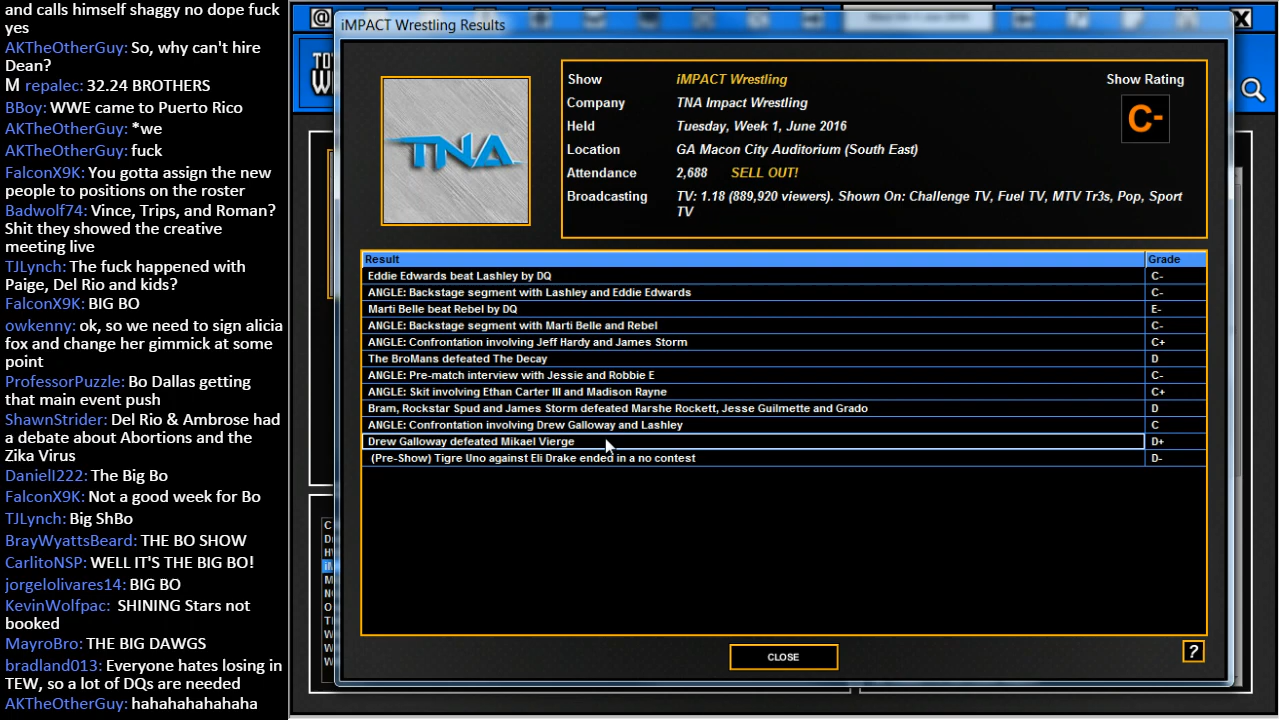 and calls himself shaggy no dope fuck
yes
AKTheOtherGuy: So, why can't hire
Dean?
M repalec: 32.24 BROTHERS
BBoy: WWE came to Puerto Rico
AKTheOtherGuy: *we
AKTheOtherGuy: fuck
FalconX9K: You gotta assign the new
people to positions on the roster
Badwolf74: Vince, Trips, and Roman?
Shit they showed the creative
meeting live
TJLynch: The fuck happened with
Paige, Del Rio and kids?
FalconX9K: BIG BO
owkenny: ok, so we need to sign alicia
fox and change her gimmick at some
point
ProfessorPuzzle: Bo Dallas getting
that main event push
ShawnStrider: Del Rio & Ambrose had
a debate about Abortions and the
Zika Virus
Daniell222: The Big Bo
FalconX9K: Not a good week for Bo
TJLynch: Big ShBo
BrayWyattsBeard: THE BO SHOW
CarlitoNSP: WELL IT'S THE BIG BO!
jorgelolivares14: BIG BO
KevinWolfpac: SHINING Stars not
booked
MayroBro: THE BIG DAWGS
bradland013: Everyone hates losing in
TEW, so a lot of DQs are needed
AKTheOtherGuy: hahahahahahaha
iMPACT Wrestling Results
TNA
Show iMPACT Wrestling
Company TNA Impact Wrestling
Held Tuesday, Week 1, June 2016
Location GA Macon City Auditorium (South East)
Attendance 2,688 SELL OUT!
Broadcasting TV: 1.18 (889,920 viewers). Shown On: Challenge TV, Fuel TV, MTV Tr3s, Pop, Sport
TV
Show Rating
C-
Result Grade
Eddie Edwards beat Lashley by DQ C-
ANGLE: Backstage segment with Lashley and Eddie Edwards C-
Marti Belle beat Rebel by DQ E-
ANGLE: Backstage segment with Marti Belle and Rebel C-
ANGLE: Confrontation involving Jeff Hardy and James Storm C+
The BroMans defeated The Decay D
ANGLE: Pre-match interview with Jessie and Robbie E C-
ANGLE: Skit involving Ethan Carter III and Madison Rayne C+
Bram, Rockstar Spud and James Storm defeated Marshe Rockett, Jesse Guilmette and Grado D
ANGLE: Confrontation involving Drew Galloway and Lashley C
Drew Galloway defeated Mikael Vierge D+
(Pre-Show) Tigre Uno against Eli Drake ended in a no contest D-
CLOSE
?